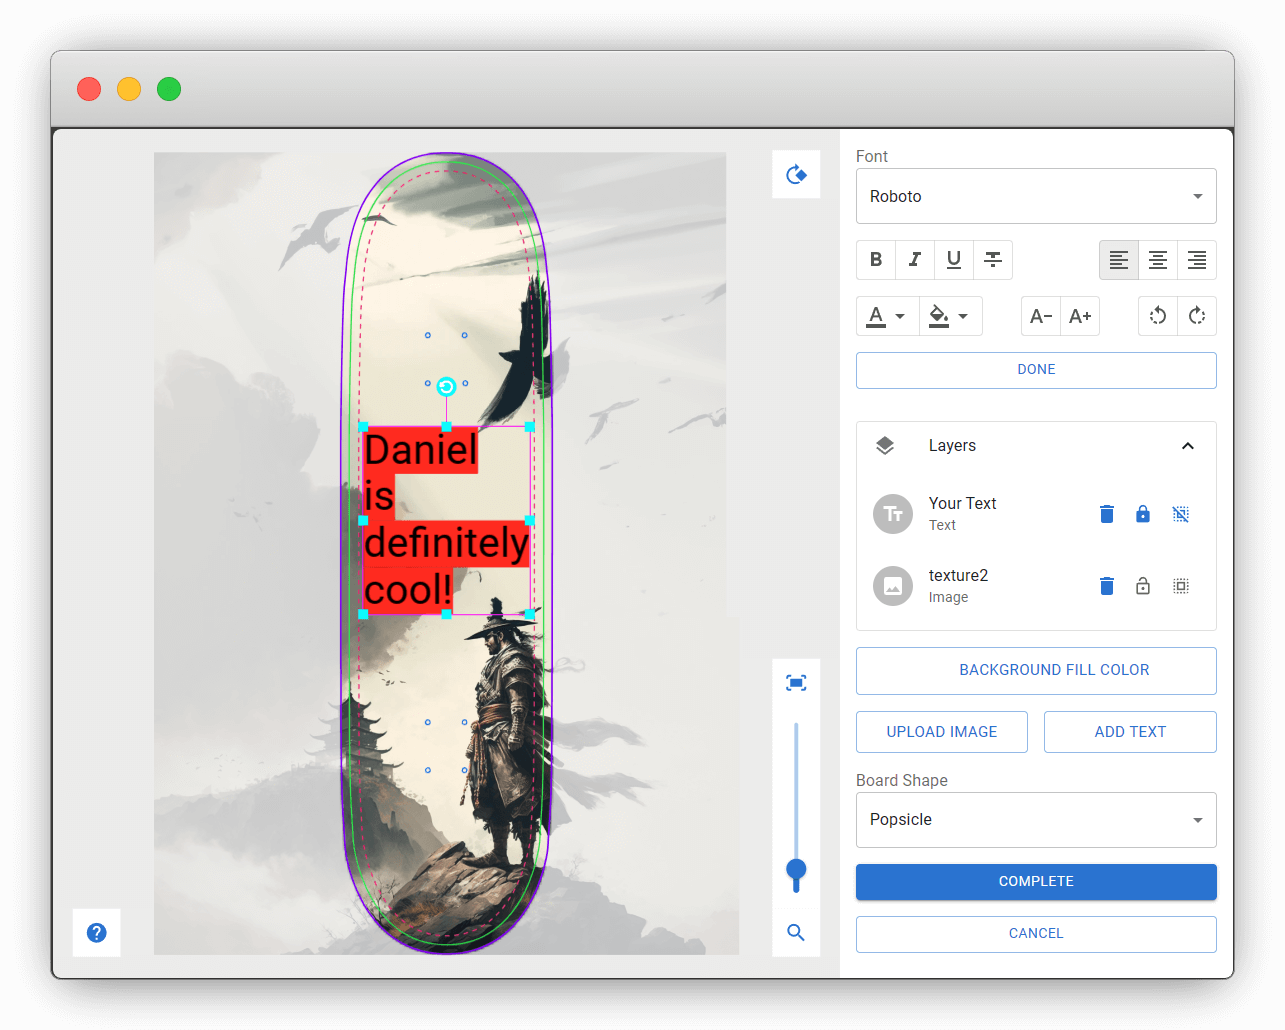 Font
Roboto
B I U S
A
A- A+
DONE
Daniel
is
definitely
cool!
Layers
Tt
Your Text
Text
texture2
Image
BACKGROUND FILL COLOR
UPLOAD IMAGE
ADD TEXT
Board Shape
Popsicle
COMPLETE
CANCEL
?